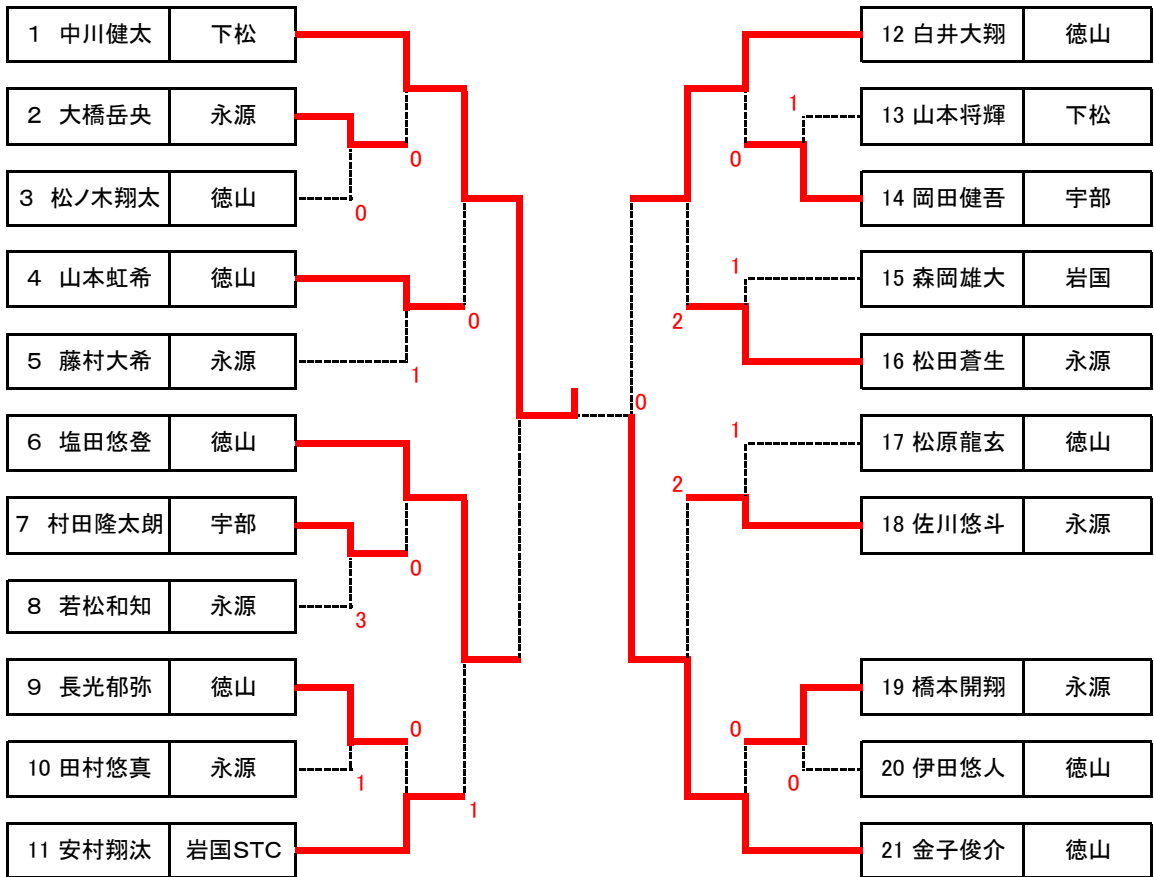 1 中川健太 下松
2 大橋岳央 永源
0
3 松ノ木翔太 徳山
0
4 山本虹希 徳山
0
5 藤村大希 永源
1
6 塩田悠登 徳山
7 村田隆太朗 宇部
0
8 若松和知 永源
3
9 長光郁弥 徳山
0
10 田村悠真 永源
1
1
11 安村翔汰 岩国STC
0
12 白井大翔 徳山
1
13 山本将輝 下松
0
14 岡田健吾 宇部
1
15 森岡雄大 岩国
2
16 松田蒼生 永源
1
17 松原龍玄 徳山
2
18 佐川悠斗 永源
19 橋本開翔 永源
0
20 伊田悠人 徳山
0
21 金子俊介 徳山